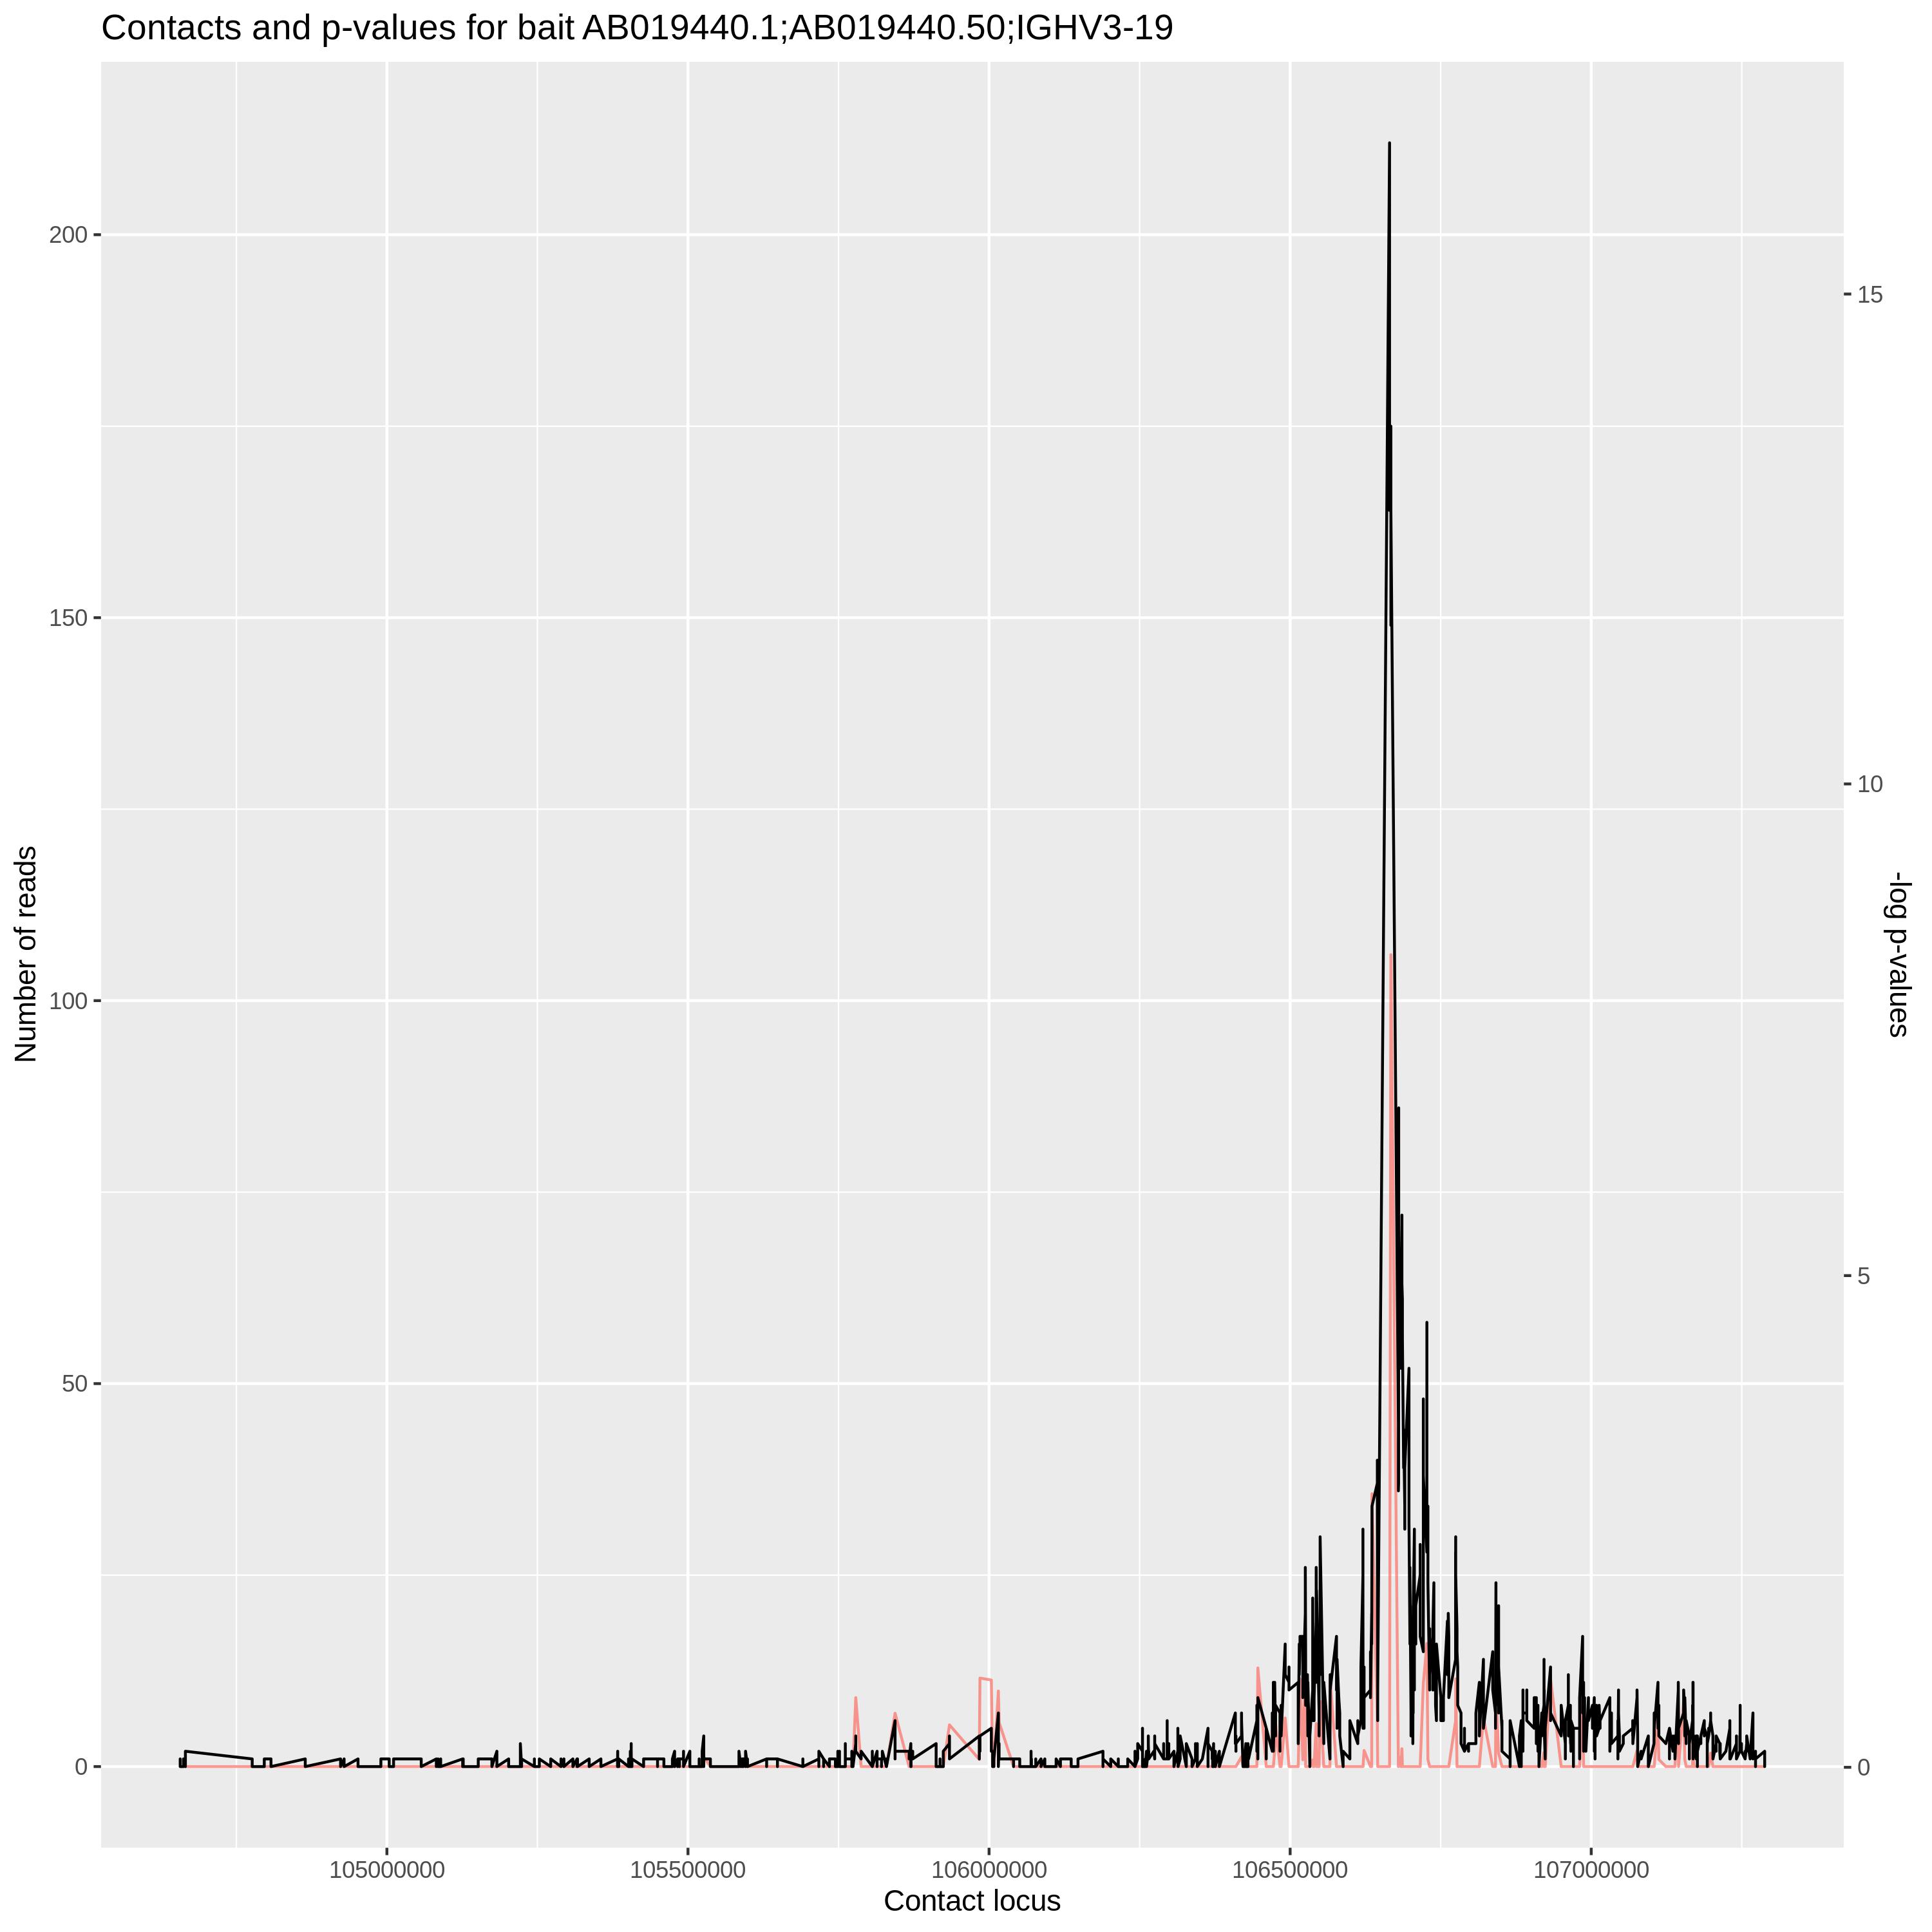 Contacts and p-values for bait AB019440.1;AB019440.50;IGHV3-19
Number of reads
200
150
100
50
0
15
10
5
0
-log p-values
105000000 105500000 106000000 106500000 107000000
Contact locus